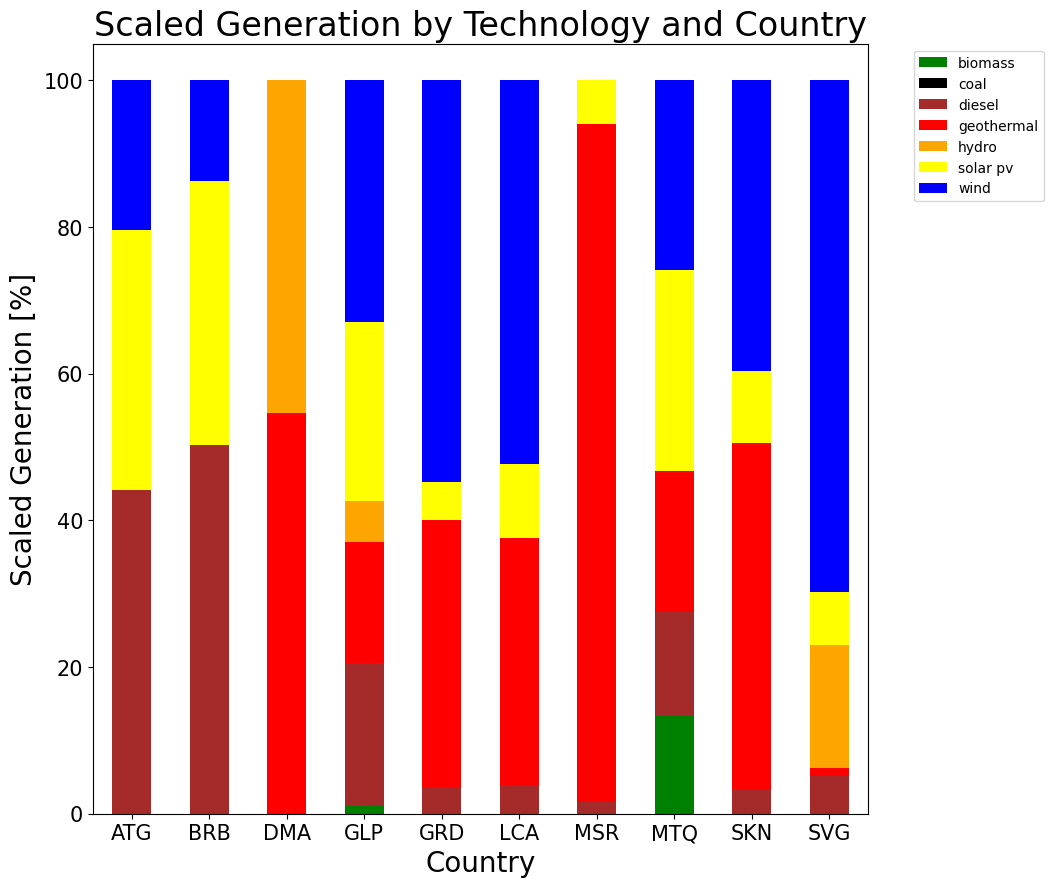 Scaled Generation by Technology and Country
Scaled Generation [%]
100
80
60
40
20
0
ATG BRB DMA GLP GRD LCA MSR MTQ SKN SVG
Country
biomass
coal
diesel
geothermal
hydro
solar pv
wind